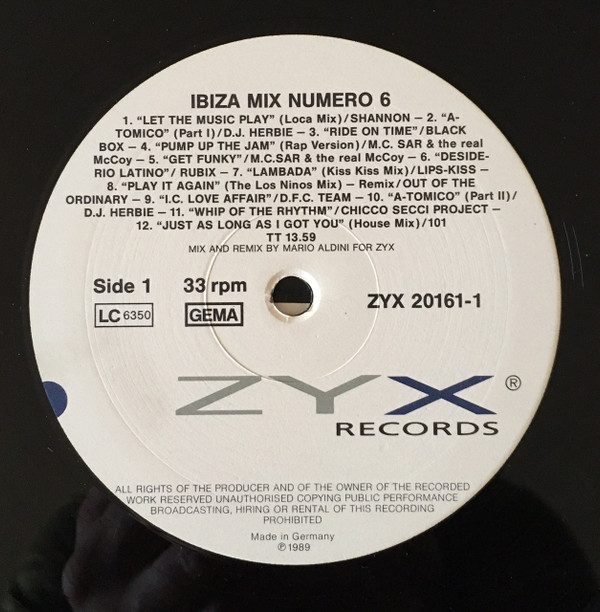 IBIZA MIX NUMERO 6
1. “LET THE MUSIC PLAY” (Loca Mix)/SHANNON – 2. “A-
TOMICO” (Part I)/D.J. HERBIE – 3. “RIDE ON TIME”/BLACK
BOX – 4. “PUMP UP THE JAM” (Rap Version)/M.C. SAR & the real
McCoy – 5. “GET FUNKY”/M.C.SAR & the real McCoy – 6. “DESIDE-
RIO LATINO”/ RUBIX – 7. “LAMBADA” (Kiss Kiss Mix)/LIPS-KISS –
8. “PLAY IT AGAIN” (The Los Ninos Mix) – Remix/OUT OF THE
ORDINARY – 9. “I.C. LOVE AFFAIR”/D.F.C. TEAM – 10. “A-TOMICO” (Part II)/
D.J. HERBIE – 11. “WHIP OF THE RHYTHM”/CHICCO SECCI PROJECT –
12. “JUST AS LONG AS I GOT YOU” (House Mix)/101
TT 13.59
MIX AND REMIX BY MARIO ALDINI FOR ZYX
Side 1 33 rpm ZYX 20161-1
LC 6350 GEMA
ZYX ®
RECORDS
ALL RIGHTS OF THE PRODUCER AND OF THE OWNER OF THE RECORDED
WORK RESERVED UNAUTHORISED COPYING PUBLIC PERFORMANCE
BROADCASTING, HIRING OR RENTAL OF THIS RECORDING
PROHIBITED
Made in Germany
℗1989